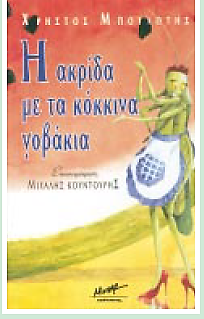 ΧΡΗΣΤΟΣ ΜΠΟΥΛΩΤΗΣ
Η ακρίδα
με τα κόκκινα
γοβάκια
Εικονογράφηση
ΜΙΧΑΛΗΣ ΚΟΥΝΤΟΥΡΗΣ